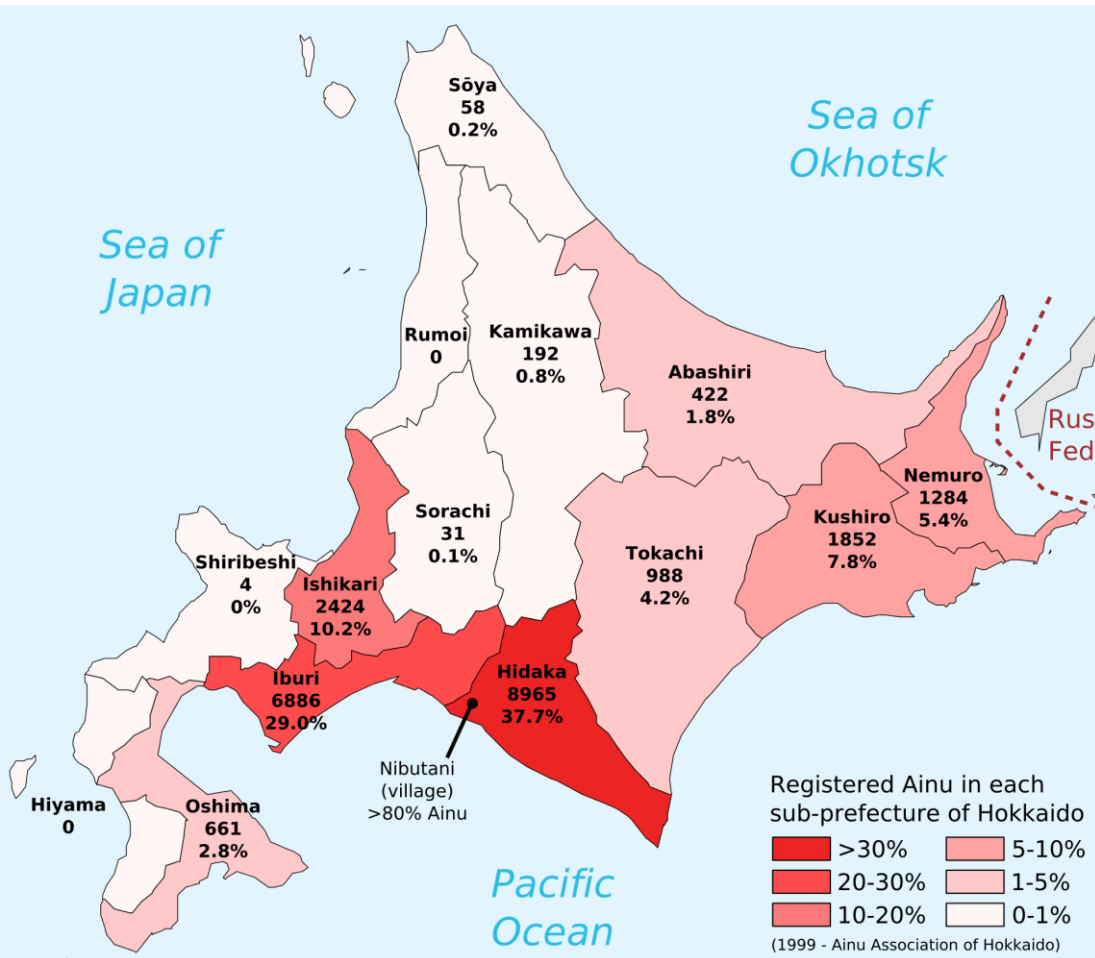 Sōya
58
0.2%
Sea of
Okhotsk
Sea of
Japan
Rumoi
0
Kamikawa
192
0.8%
Abashiri
422
1.8%
Rus
Fed
Nemuro
1284
5.4%
Kushiro
1852
7.8%
Sorachi
31
0.1%
Tokachi
988
4.2%
Shiribeshi
4
0%
Ishikari
2424
10.2%
Iburi
6886
29.0%
Hidaka
8965
37.7%
Nibutani
(village)
>80% Ainu
Hiyama
0
Oshima
661
2.8%
Pacific
Ocean
Registered Ainu in each
sub-prefecture of Hokkaido
>30%
5-10%
20-30%
1-5%
10-20%
0-1%
(1999 - Ainu Association of Hokkaido)